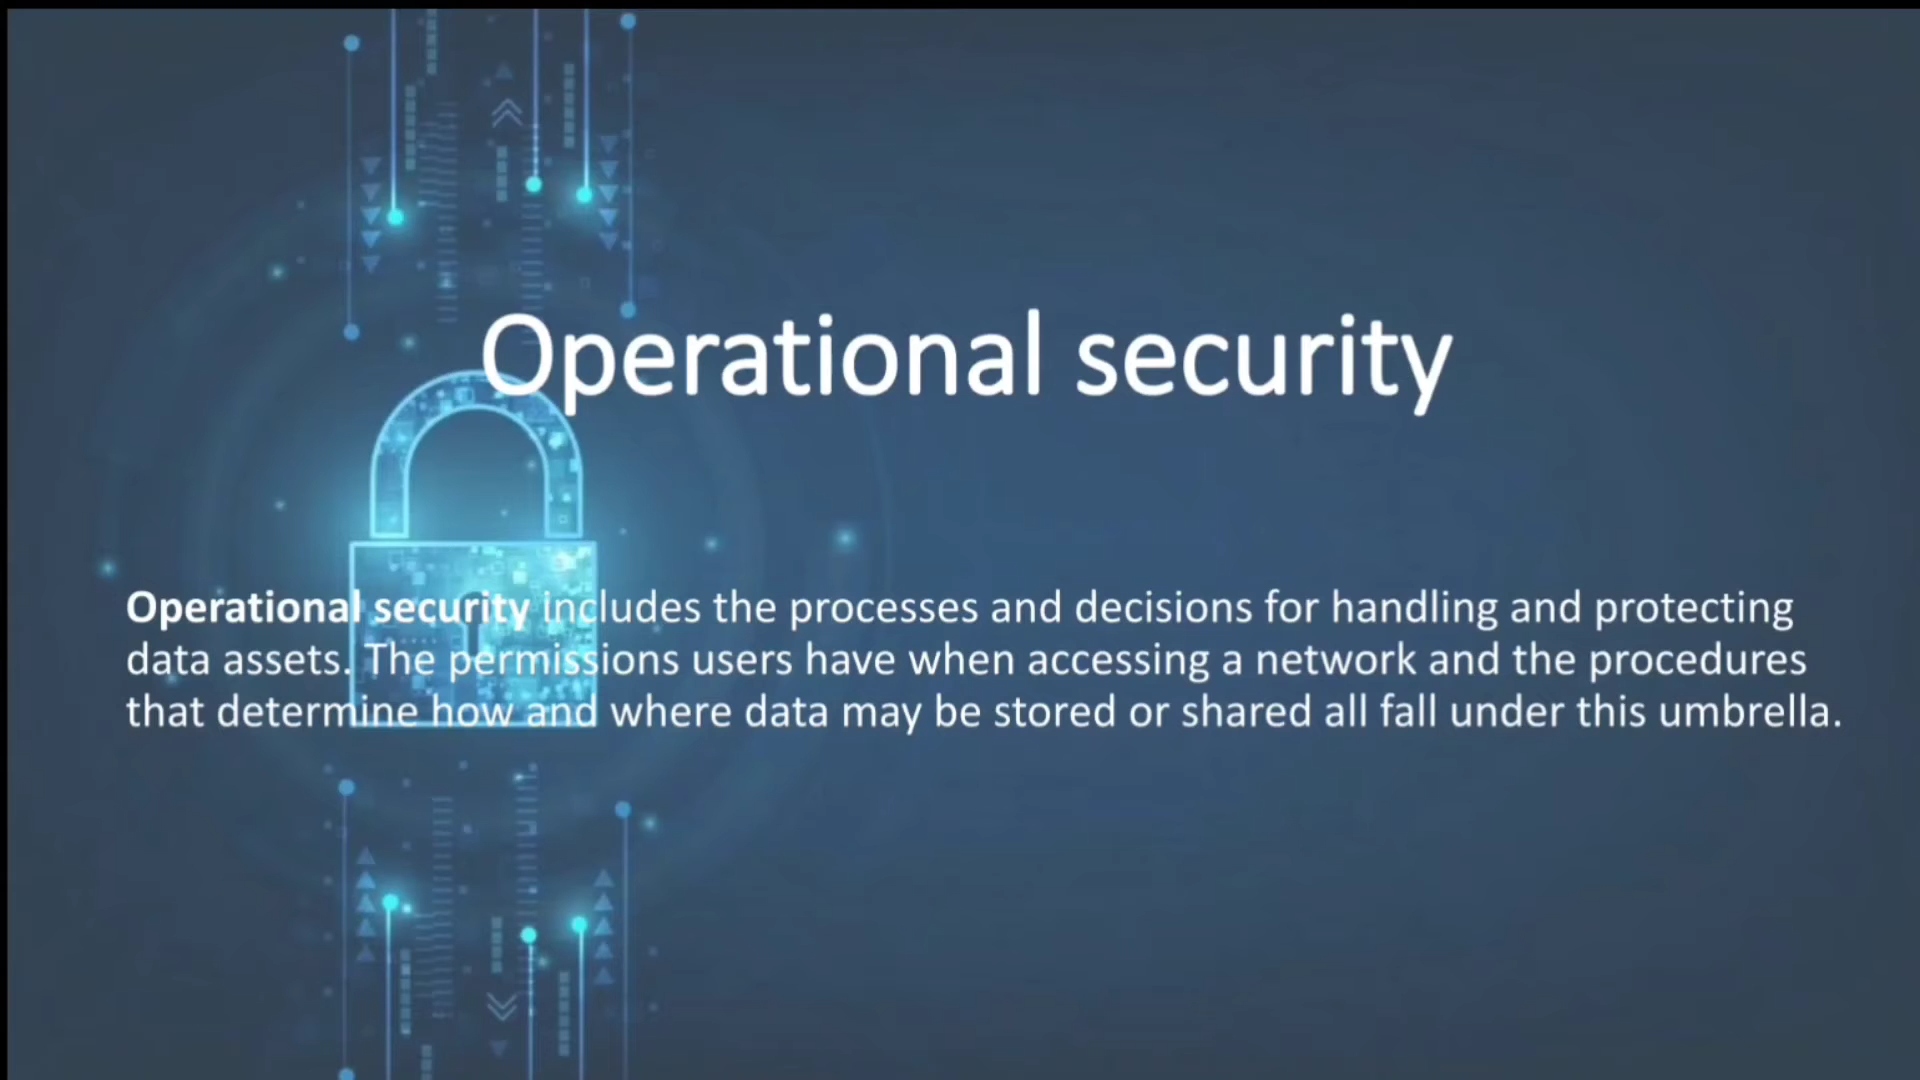 Operational security
Operational security includes the processes and decisions for handling and protecting
data assets. The permissions users have when accessing a network and the procedures
that determine how and where data may be stored or shared all fall under this umbrella.